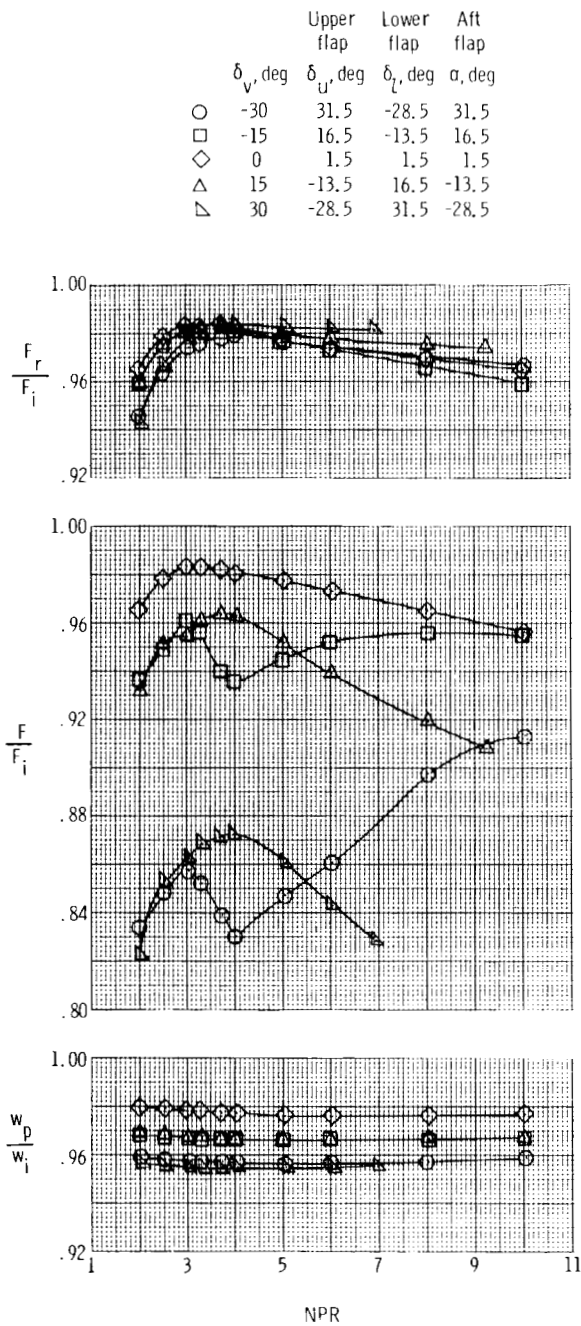 Upper Lower Aft
flap flap flap
δv, deg δu, deg δl, deg α, deg
-30 31.5 -28.5 31.5
-15 16.5 -13.5 16.5
0 1.5 1.5 1.5
15 -13.5 16.5 -13.5
30 -28.5 31.5 -28.5
1.00
Fr
Fi
.96
.92
1.00
.96
.92
F
Fi
.88
.84
.80
1.00
wp
wi
.96
.92
1 3 5 7 9 11
NPR